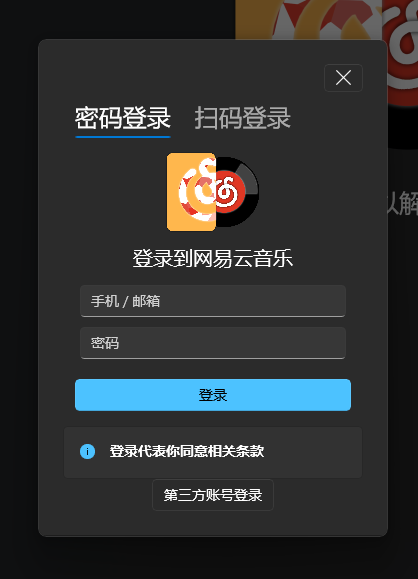 密码登录 扫码登录
以解
登录到网易云音乐
手机 / 邮箱
密码
登录
登录代表你同意相关条款
第三方账号登录